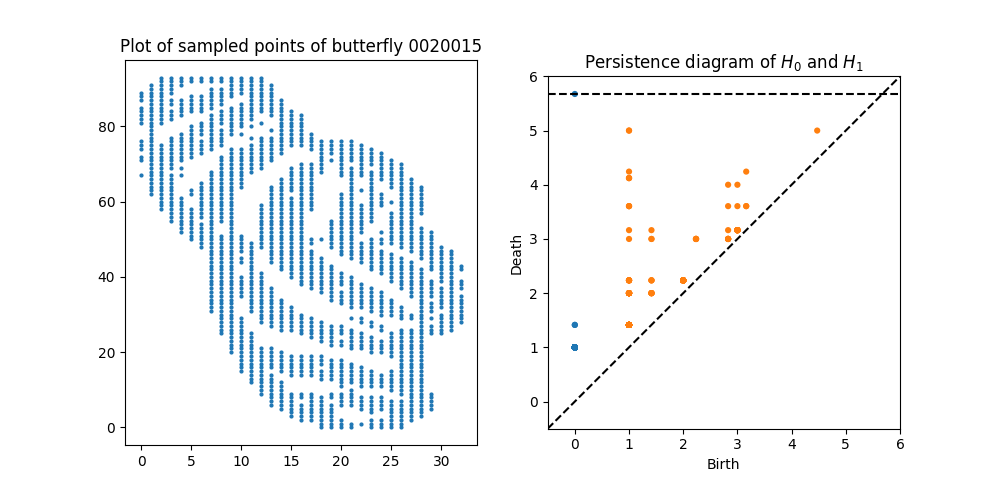 Plot of sampled points of butterfly 0020015
80
60
40
20
0
0 5 10 15 20 25 30
Persistence diagram of H₀ and H₁
6
5
4
3
2
1
0
Death
0 1 2 3 4 5 6
Birth